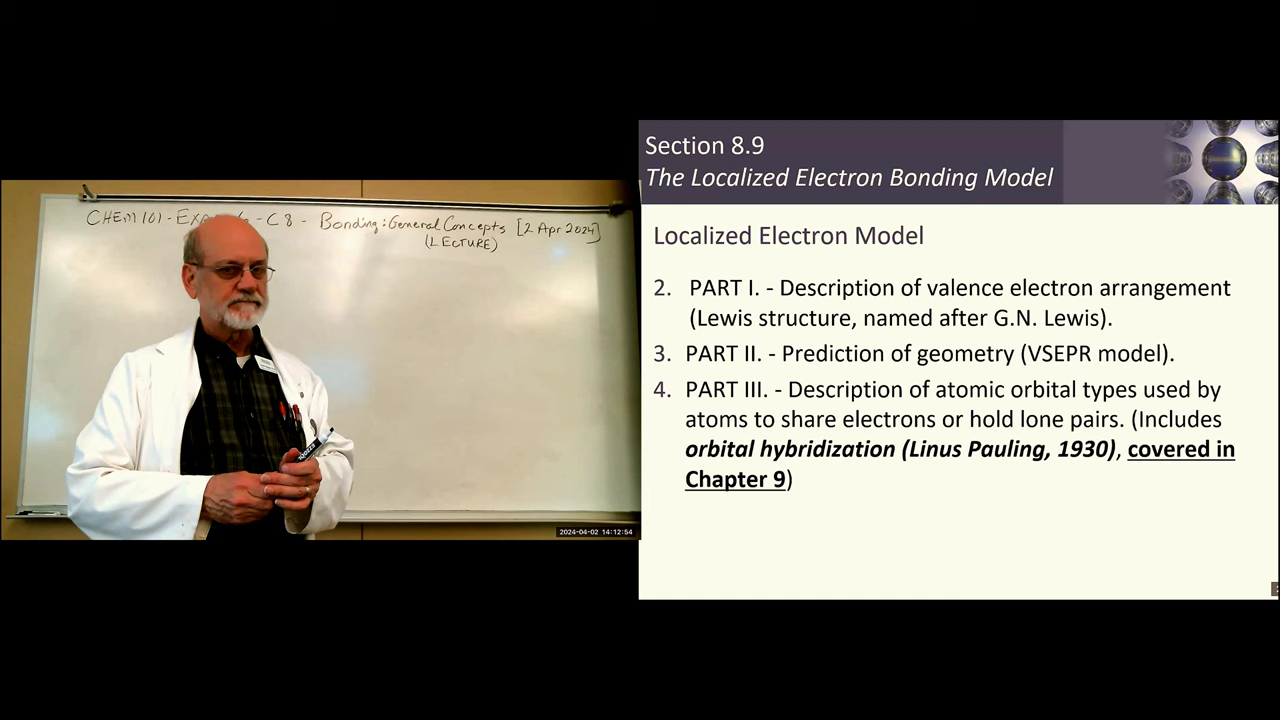 CHEM 101 - - C8 - Bonding: General Concepts [2 Apr 2024]
(LECTURE)
EXPO
2024-04-02 14:12:54
Section 8.9
The Localized Electron Bonding Model
Localized Electron Model
2. PART I. - Description of valence electron arrangement
(Lewis structure, named after G.N. Lewis).
3. PART II. - Prediction of geometry (VSEPR model).
4. PART III. - Description of atomic orbital types used by
atoms to share electrons or hold lone pairs. (Includes
orbital hybridization (Linus Pauling, 1930), covered in
Chapter 9)